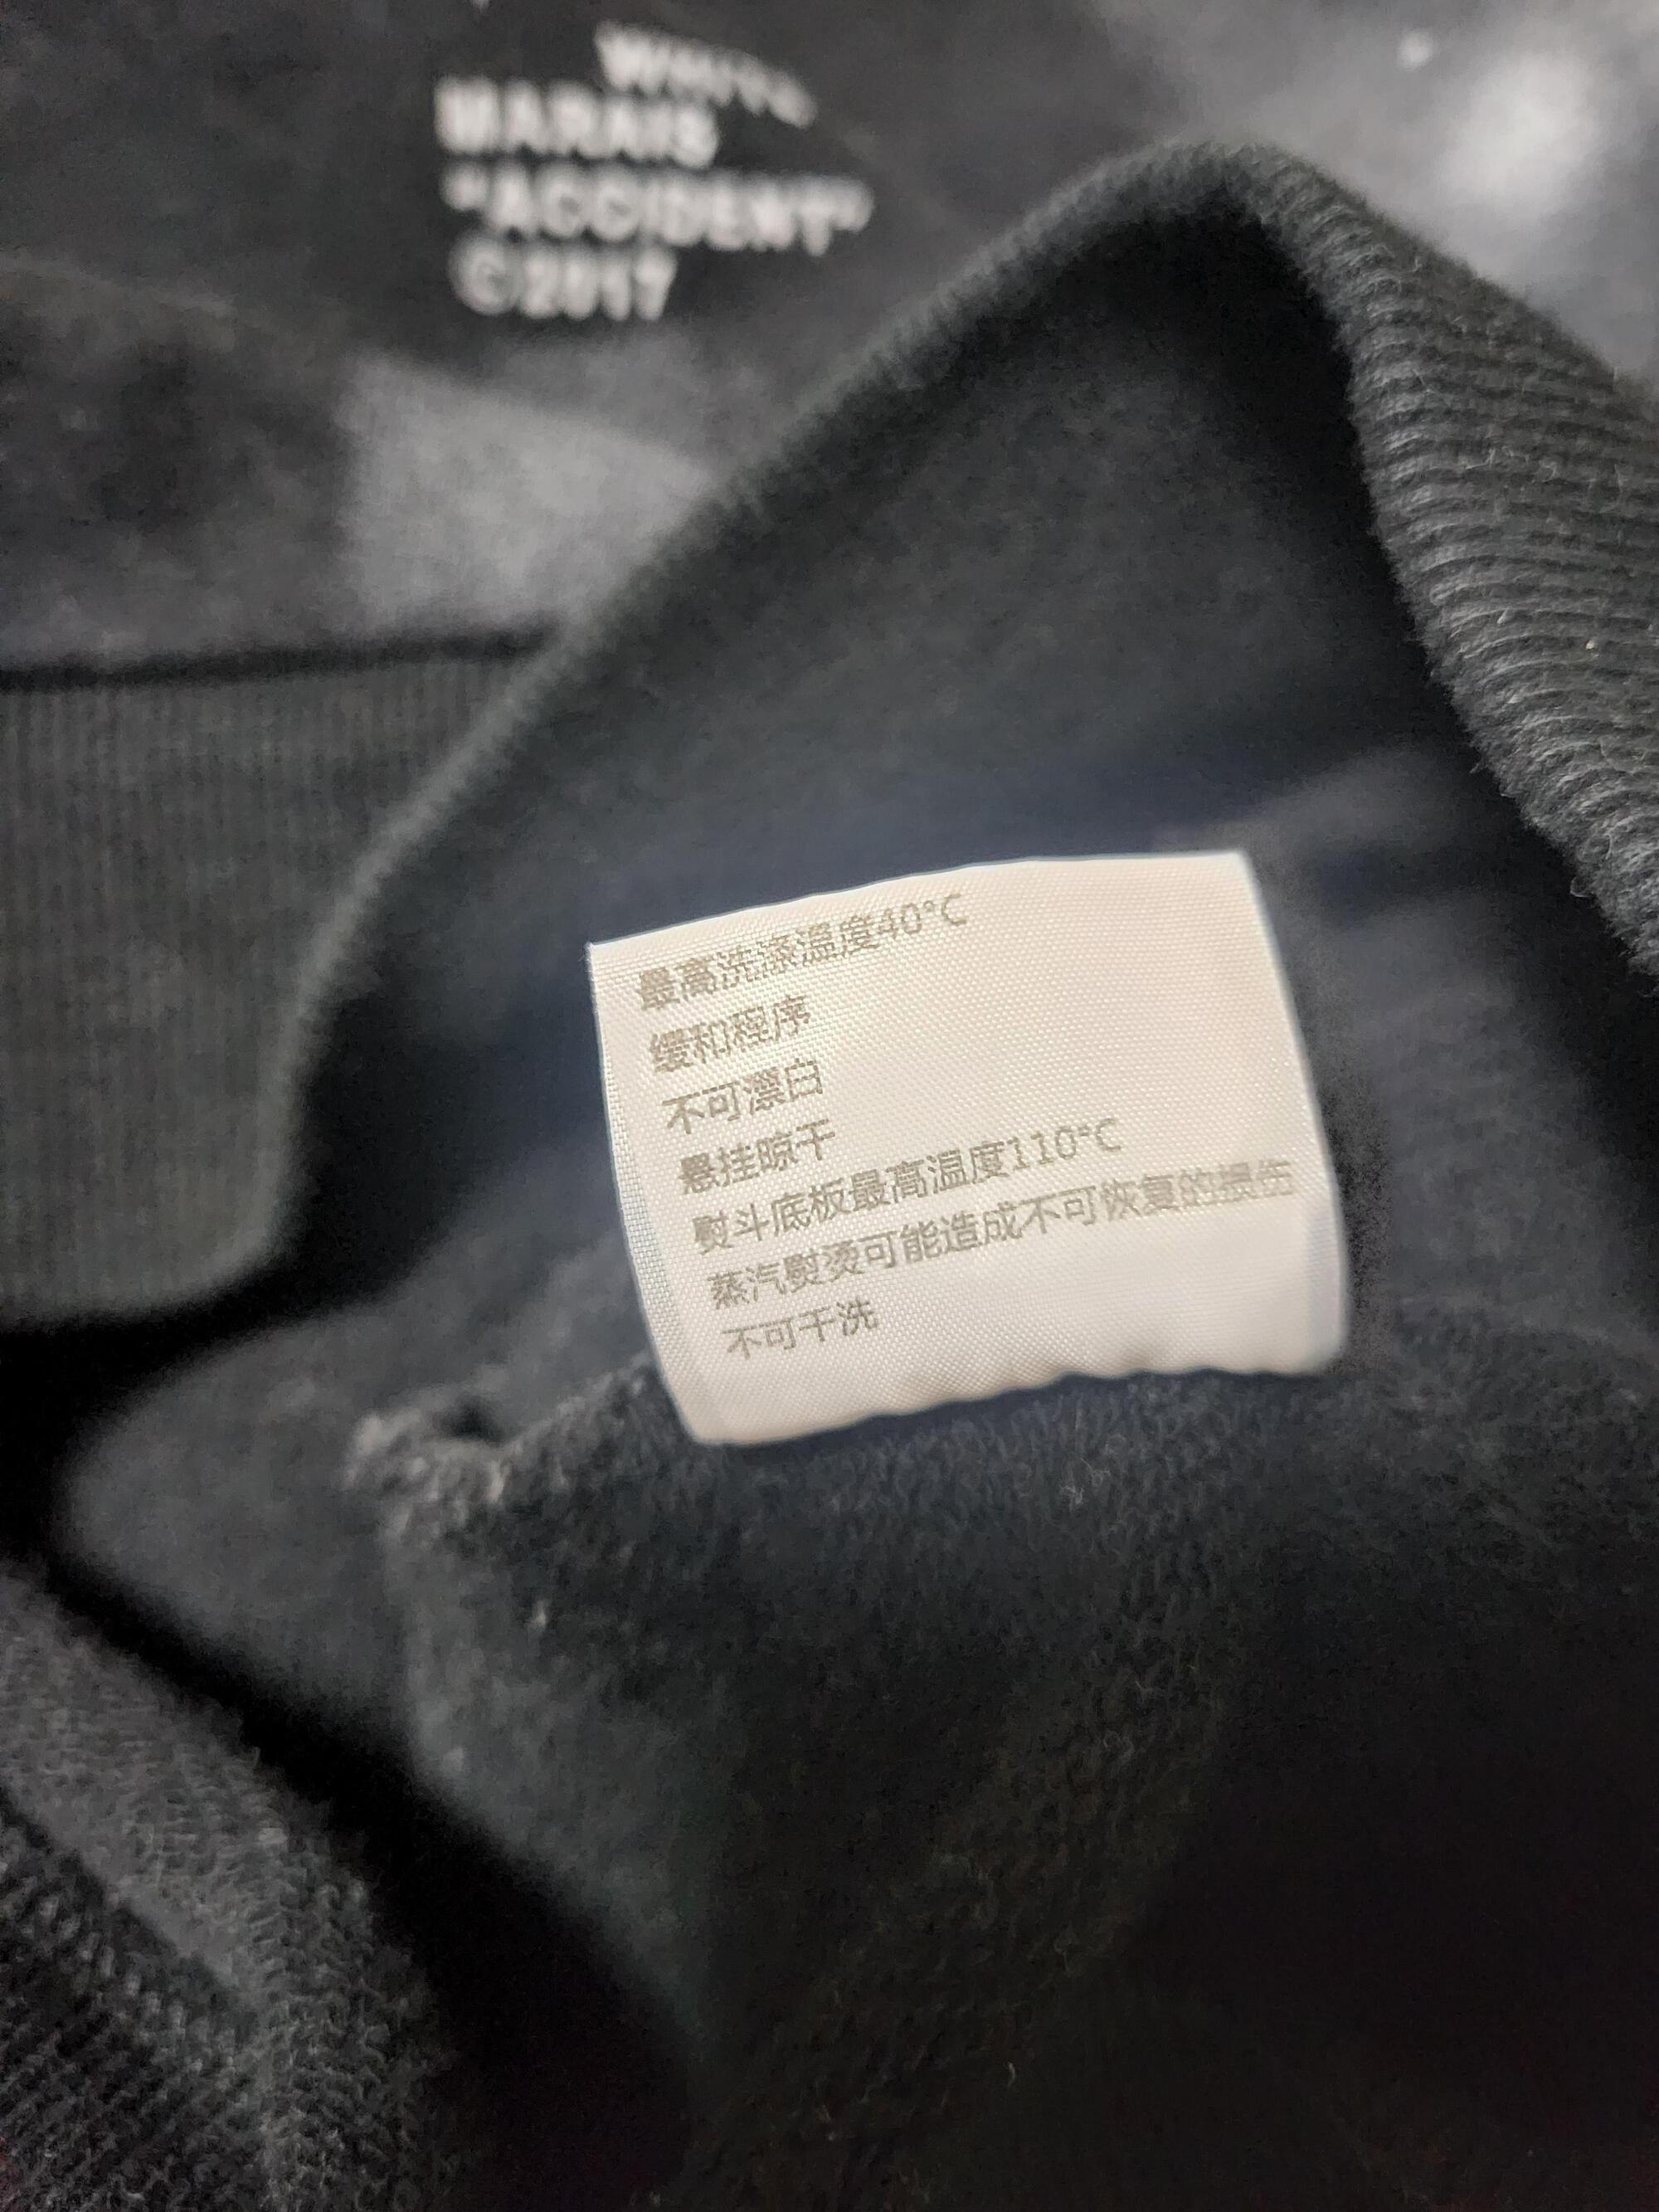 MARAIS
"ACCIDENT"
©2017
最高洗涤温度40°C
缓和程序
不可漂白
悬挂晾干
熨斗底板最高温度110°C
蒸汽熨烫可能造成不可恢复的损伤
不可干洗